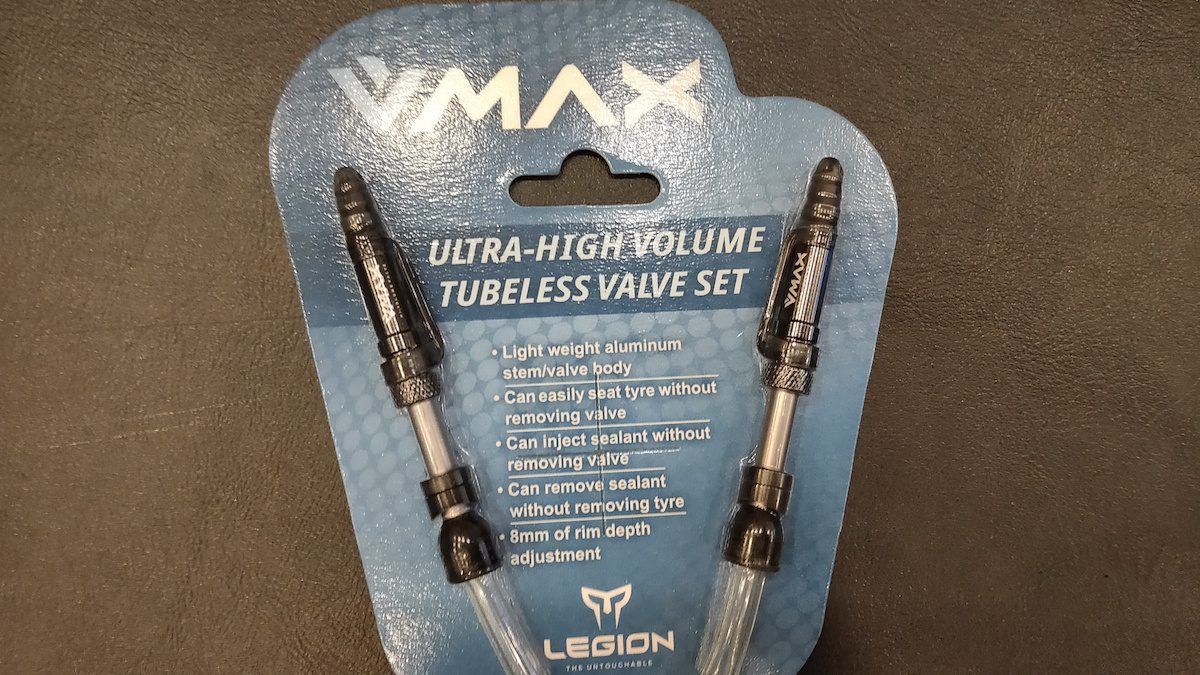 VMAX
ULTRA-HIGH VOLUME
TUBELESS VALVE SET
• Light weight aluminum
stem/valve body
• Can easily seat tyre without
removing valve
• Can inject sealant without
removing valve
• Can remove sealant
without removing tyre
• 8mm of rim depth
adjustment
LEGION
THE UNTOUCHABLE
VMAX
VMAX